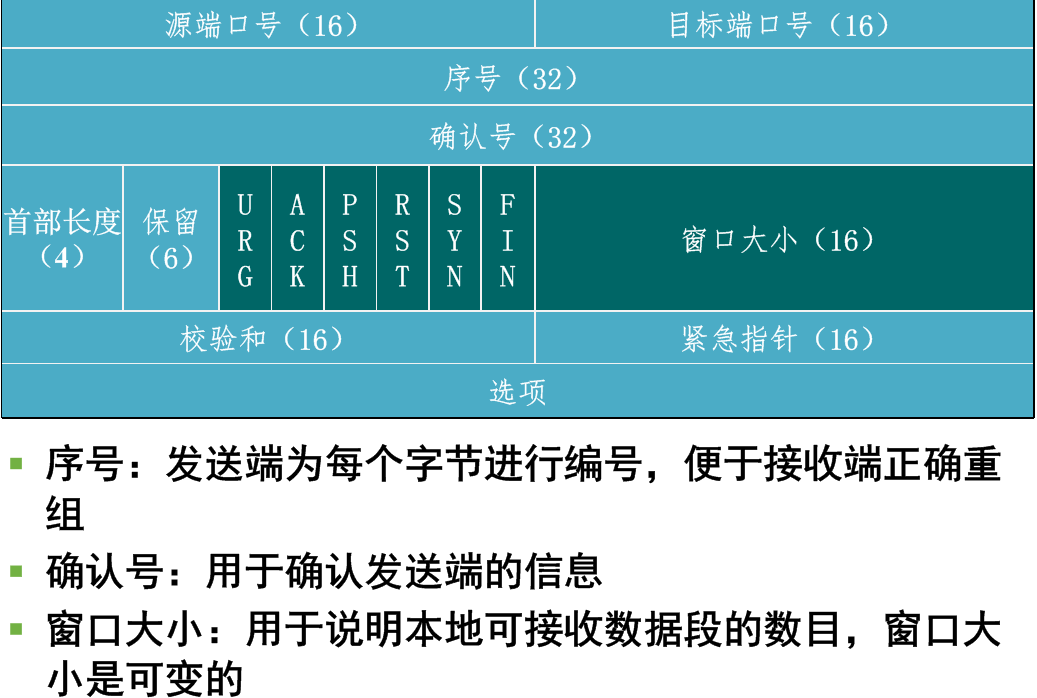 源端口号（16） 目标端口号（16）
序号（32）
确认号（32）
首部长度（4） 保留（6） URG ACK PSH RST SYN FIN 窗口大小（16）
校验和（16） 紧急指针（16）
选项
序号：发送端为每个字节进行编号，便于接收端正确重
组
确认号：用于确认发送端的信息
窗口大小：用于说明本地可接收数据段的数目，窗口大
小是可变的